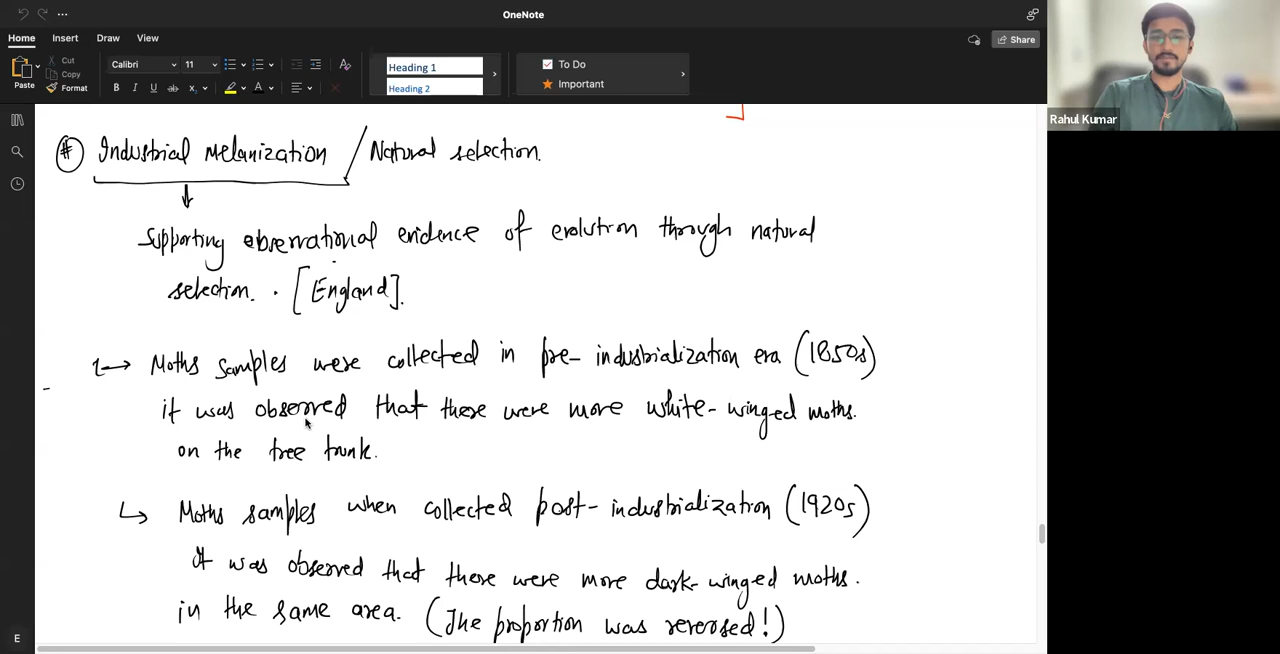 OneNote
Home Insert Draw View
Share
Paste
Cut
Copy
Format
Calibri 11
B I U ab x₂ A
Heading 1
Heading 2
To Do
Important
Rahul Kumar
# Industrial Melanization / Natural selection.
Supporting observational evidence of evolution through natural
selection. . [England].
Moths samples were collected in pre-industrialization era (1850s)
it was observed that there were more white-winged moths.
on the tree trunk.
Moths samples when collected post-industrialization (1920s)
It was observed that there were more dark-winged moths.
in the same area. (The proportion was reversed!)
E